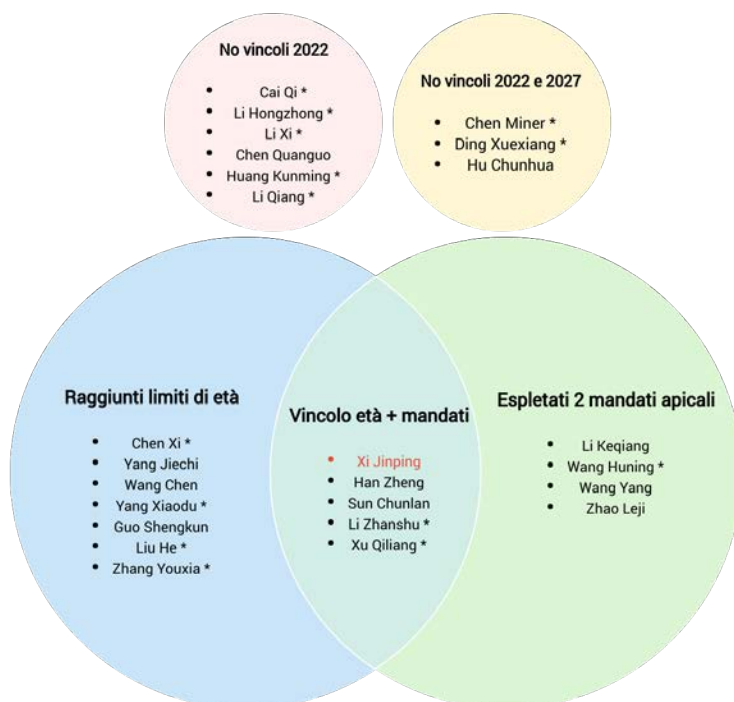 No vincoli 2022
• Cai Qi *
• Li Hongzhong *
• Li Xi *
• Chen Quanguo
• Huang Kunming *
• Li Qiang *
No vincoli 2022 e 2027
• Chen Miner *
• Ding Xuexiang *
• Hu Chunhua
Raggiunti limiti di età
• Chen Xi *
• Yang Jiechi
• Wang Chen
• Yang Xiaodu *
• Guo Shengkun
• Liu He *
• Zhang Youxia *
Vincolo età + mandati
• Xi Jinping
• Han Zheng
• Sun Chunlan
• Li Zhanshu *
• Xu Qiliang *
Espletati 2 mandati apicali
• Li Keqiang
• Wang Huning *
• Wang Yang
• Zhao Leji